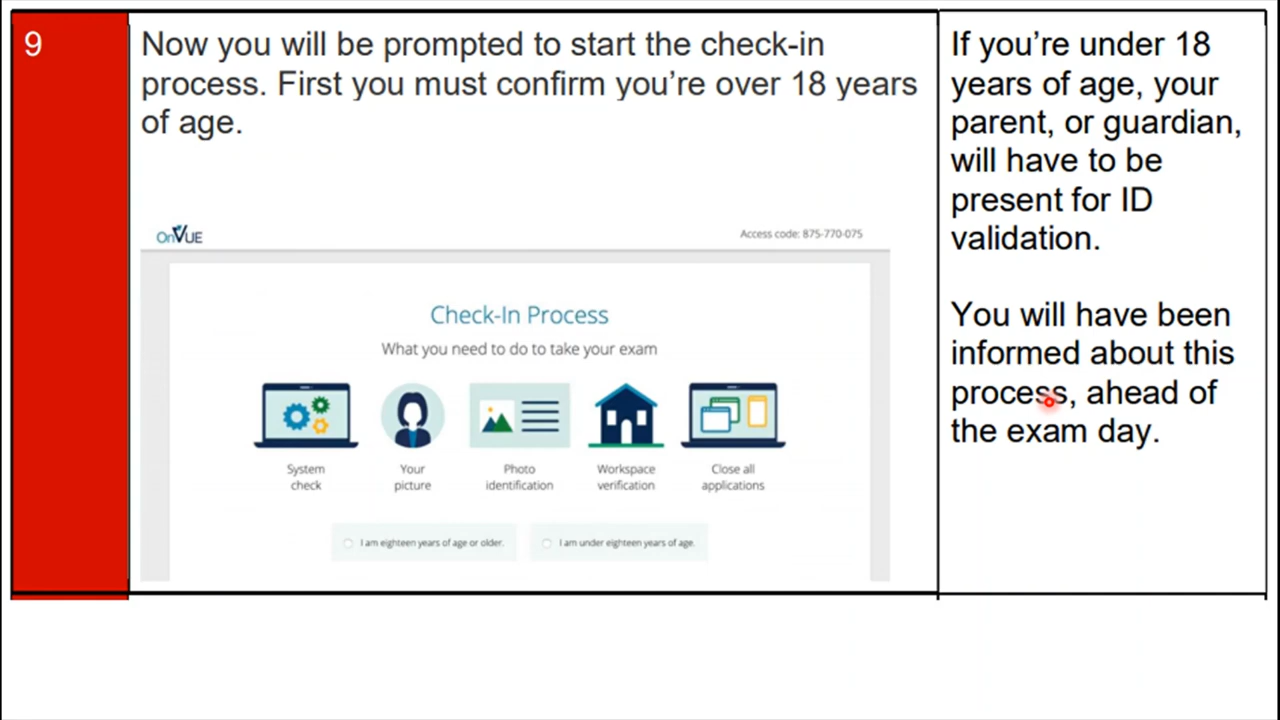 9
Now you will be prompted to start the check-in
process. First you must confirm you're over 18 years
of age.
OnVUE
Access code: 875-770-075
Check-In Process
What you need to do to take your exam
System
check
Your
picture
Photo
identification
Workspace
verification
Close all
applications
I am eighteen years of age or older.
I am under eighteen years of age.
If you’re under 18
years of age, your
parent, or guardian,
will have to be
present for ID
validation.
You will have been
informed about this
process, ahead of
the exam day.